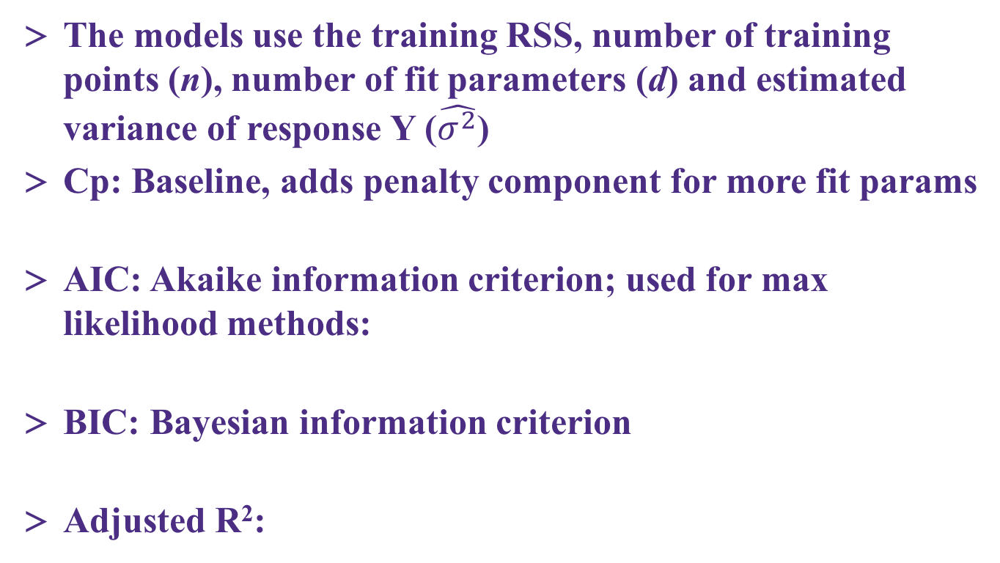 > The models use the training RSS, number of training
points (n), number of fit parameters (d) and estimated
variance of response Y (\(\widehat{\sigma^2}\))
> Cp: Baseline, adds penalty component for more fit params
> AIC: Akaike information criterion; used for max
likelihood methods:
> BIC: Bayesian information criterion
> Adjusted R²: